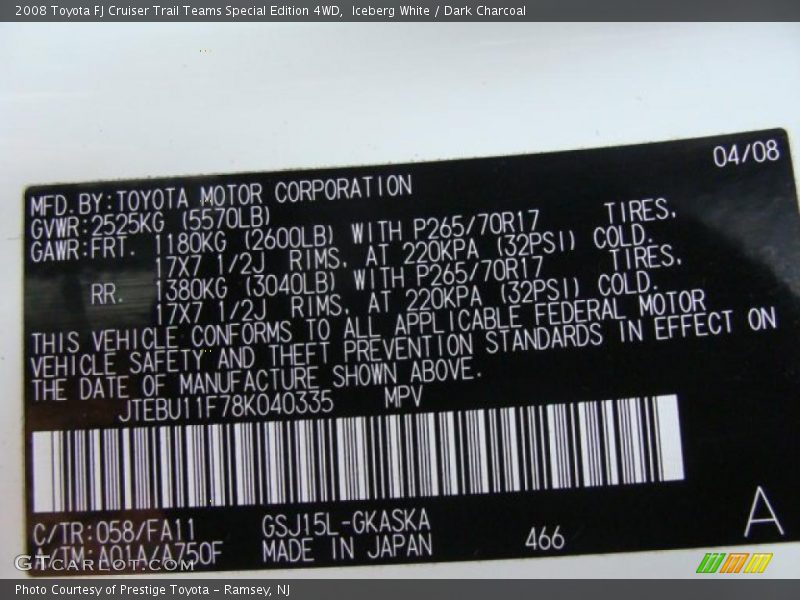 2008 Toyota FJ Cruiser Trail Teams Special Edition 4WD,  Iceberg White / Dark Charcoal
04/08
MFD.BY:TOYOTA MOTOR CORPORATION
GVWR:2525KG (5570LB)
GAWR:FRT. 1180KG (2600LB) WITH P265/70R17 TIRES,
17X7 1/2J RIMS, AT 220KPA (32PSI) COLD.
RR. 1380KG (3040LB) WITH P265/70R17 TIRES,
17X7 1/2J RIMS, AT 220KPA (32PSI) COLD.
THIS VEHICLE CONFORMS TO ALL APPLICABLE FEDERAL MOTOR
VEHICLE SAFETY AND THEFT PREVENTION STANDARDS IN EFFECT ON
THE DATE OF MANUFACTURE SHOWN ABOVE.
JTEBU11F78K040335 MPV
C/TR:058/FA11 GSJ15L-GKASKA
A/TM:A01A/A750F MADE IN JAPAN 466 A
GTCARLOT.COM
Photo Courtesy of Prestige Toyota - Ramsey, NJ